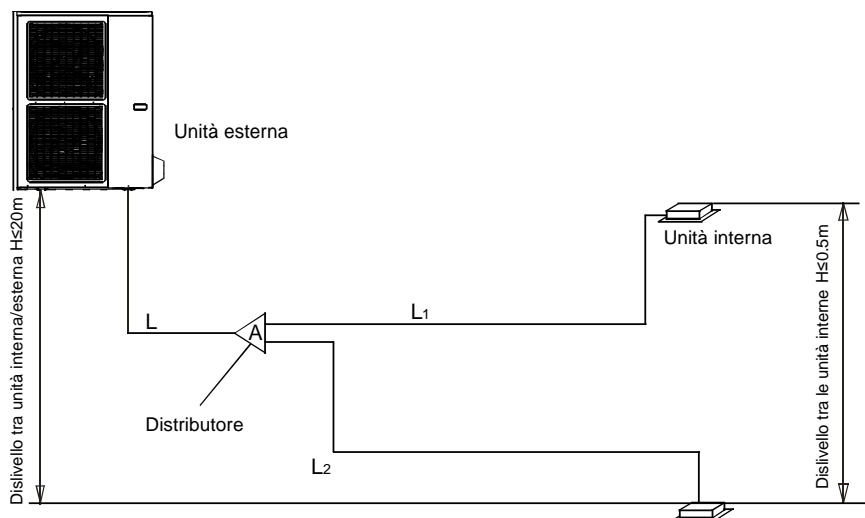 Unità esterna
Dislivello tra unità interna/esterna H≤20m
Unità interna
Dislivello tra le unità interne H≤0.5m
L
A
L1
Distributore
L2